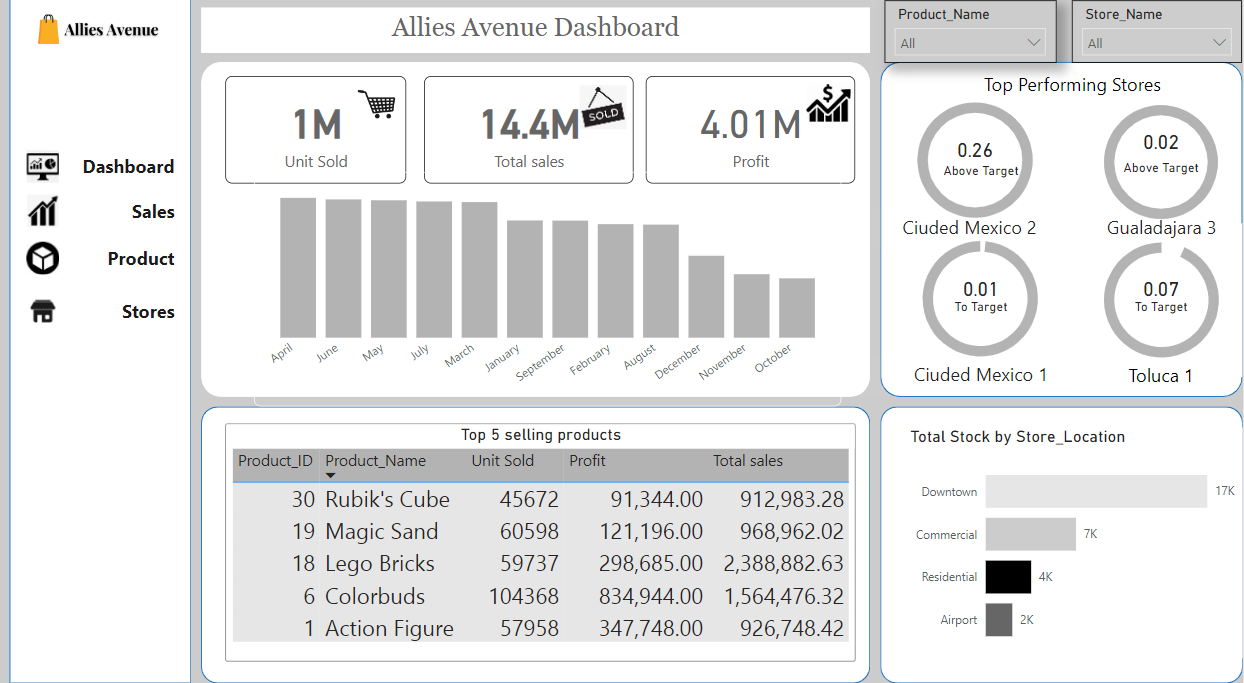 Allies Avenue
Dashboard
Sales
Product
Stores
Allies Avenue Dashboard
Product_Name
All
Store_Name
All
1M
Unit Sold
14.4M
SOLD
Total sales
4.01M
$
Profit
April
June
May
July
March
January
September
February
August
December
November
October
Top Performing Stores
0.26
Above Target
Ciuded Mexico 2
0.02
Above Target
Gualadajara 3
0.01
To Target
Ciuded Mexico 1
0.07
To Target
Toluca 1
Top 5 selling products
Product_ID Product_Name Unit Sold Profit Total sales
30 Rubik's Cube 45672 91,344.00 912,983.28
19 Magic Sand 60598 121,196.00 968,962.02
18 Lego Bricks 59737 298,685.00 2,388,882.63
6 Colorbuds 104368 834,944.00 1,564,476.32
1 Action Figure 57958 347,748.00 926,748.42
Total Stock by Store_Location
Downtown 17K
Commercial 7K
Residential 4K
Airport 2K